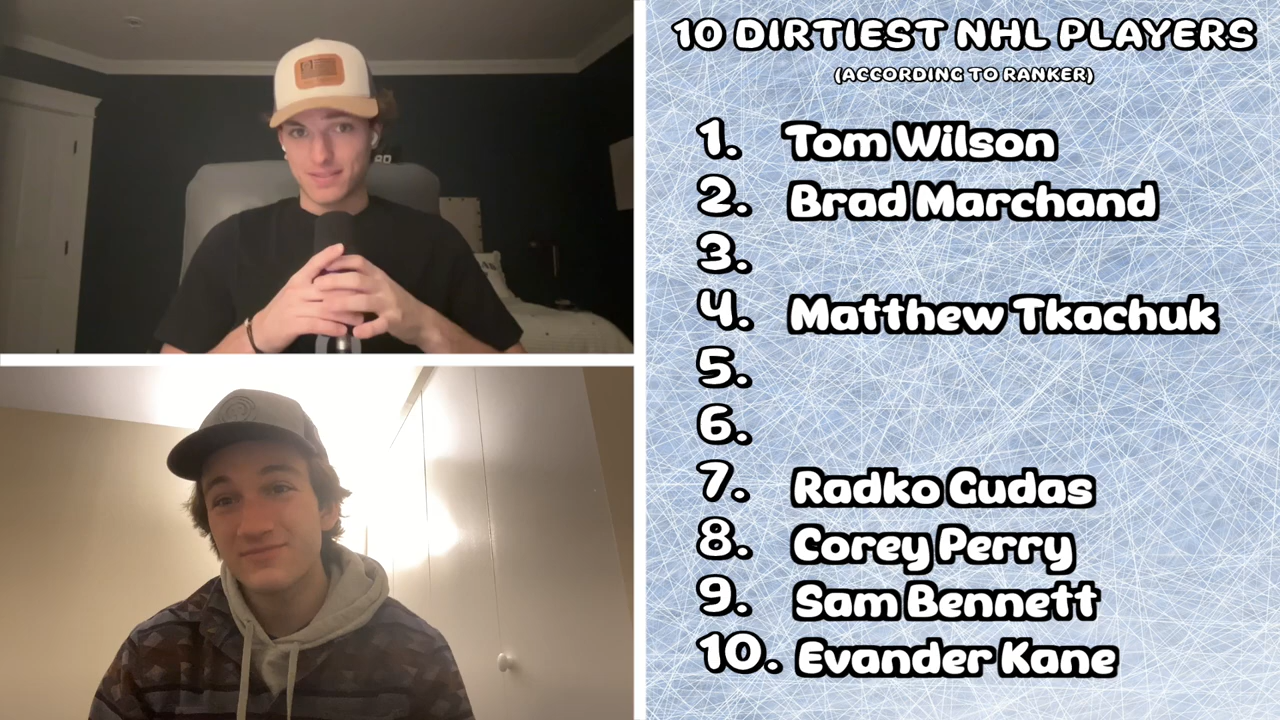 10 DIRTIEST NHL PLAYERS
(ACCORDING TO RANKER)
1. Tom Wilson
2. Brad Marchand
3.
4. Matthew Tkachuk
5.
6.
7. Radko Gudas
8. Corey Perry
9. Sam Bennett
10. Evander Kane